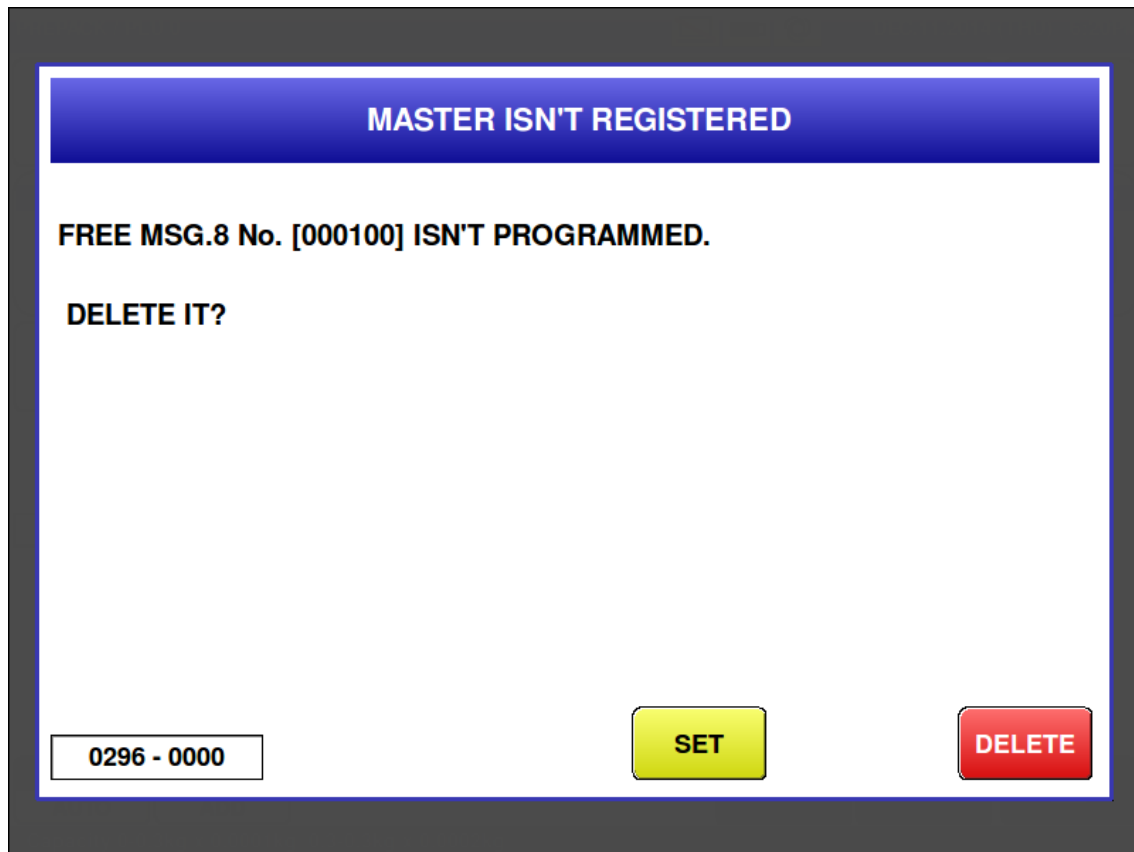 MASTER ISN'T REGISTERED
FREE MSG.8 No. [000100] ISN'T PROGRAMMED.
DELETE IT?
0296 - 0000
SET
DELETE